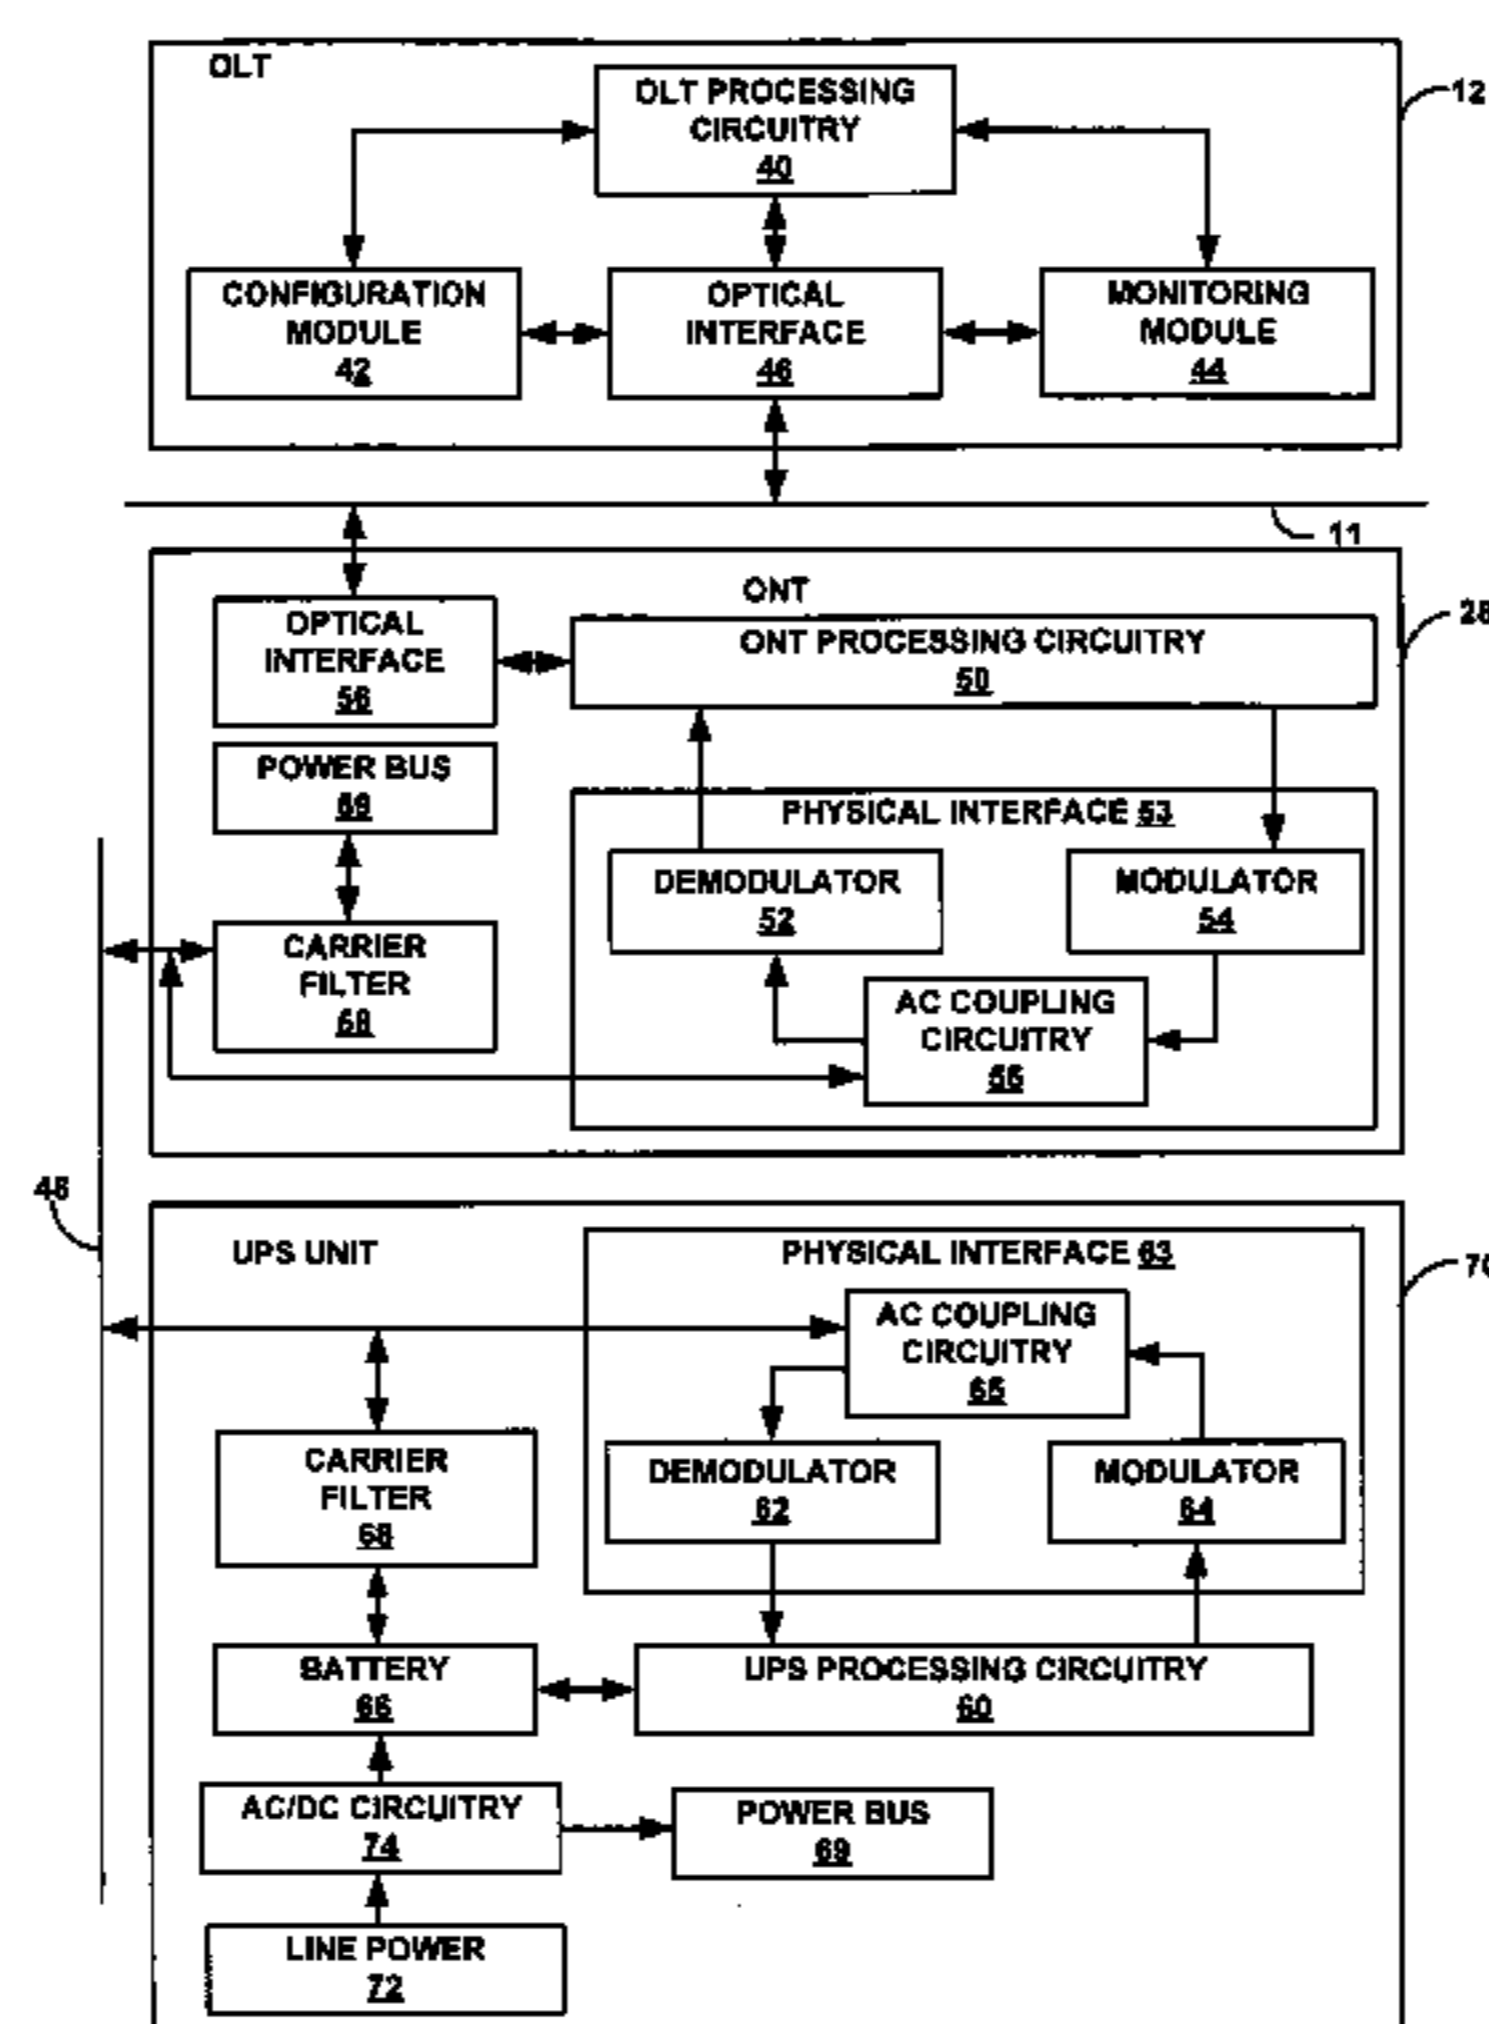 OLT
OLT PROCESSING
CIRCUITRY
40
12
CONFIGURATION
MODULE
42
OPTICAL
INTERFACE
46
MONITORING
MODULE
44
11
ONT
OPTICAL
INTERFACE
56
ONT PROCESSING CIRCUITRY
50
POWER BUS
PHYSICAL INTERFACE 53
DEMODULATOR
52
MODULATOR
54
CARRIER
FILTER
AC COUPLING
CIRCUITRY
55
UPS UNIT
PHYSICAL INTERFACE 63
AC COUPLING
CIRCUITRY
65
CARRIER
FILTER
68
DEMODULATOR
62
MODULATOR
64
BATTERY
66
UPS PROCESSING CIRCUITRY
60
AC/DC CIRCUITRY
74
POWER BUS
69
LINE POWER
72